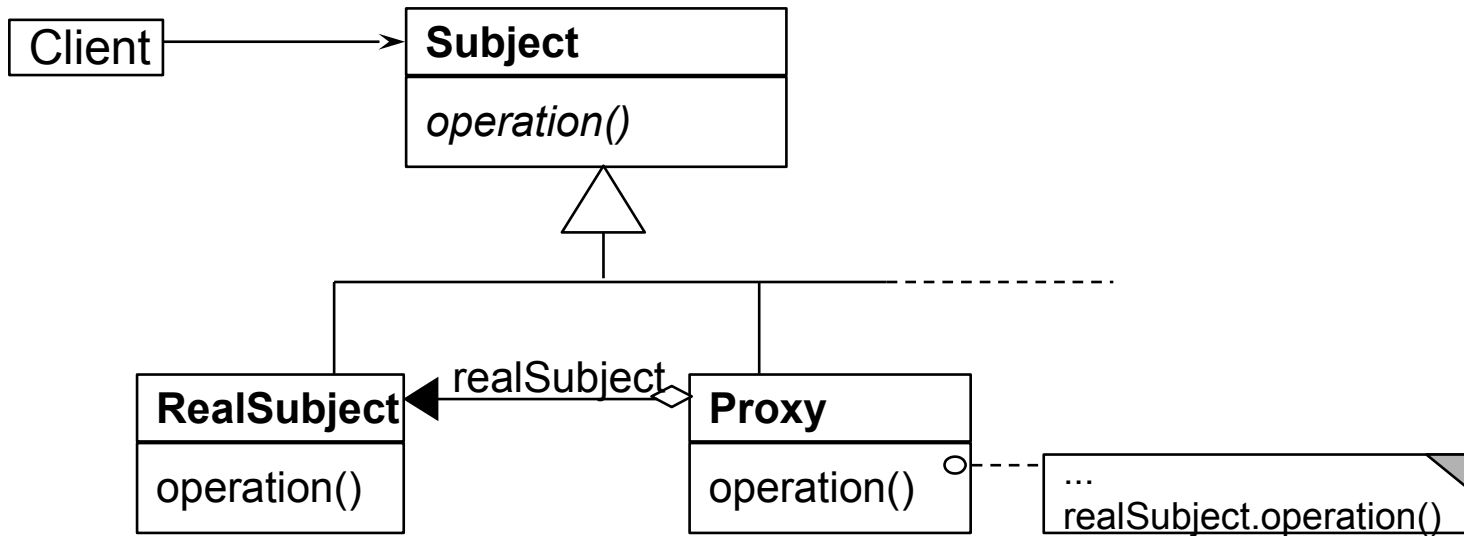 Client
Subject
operation()
realSubject
RealSubject
operation()
Proxy
operation()
...
realSubject.operation()